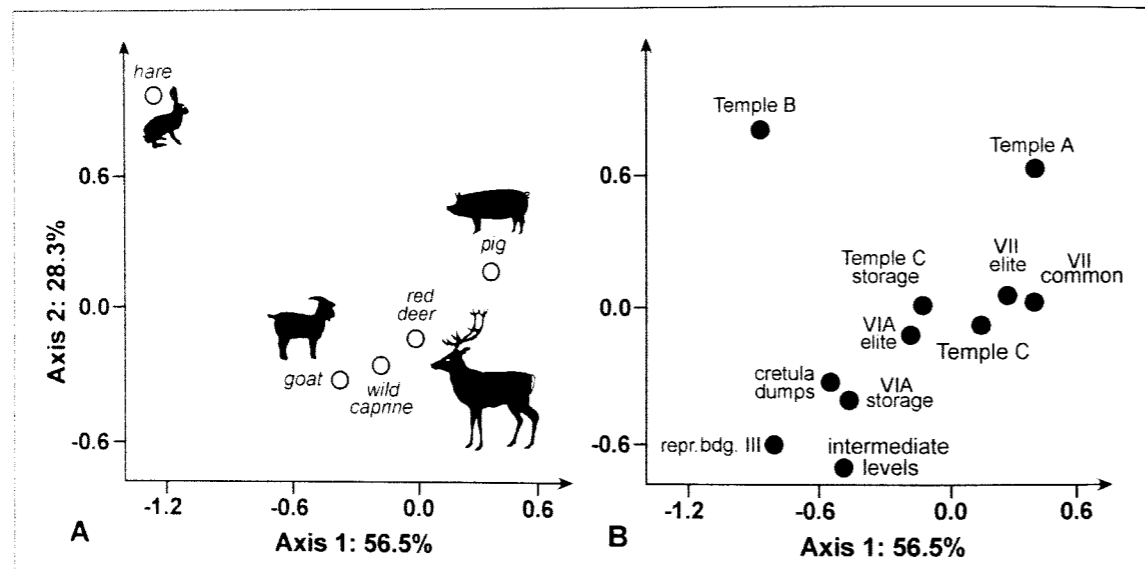 hare
0.6
0.0
-0.6
Axis 2: 28.3%
pig
red
deer
goat
wild
caprine
-1.2
-0.6
0.0
0.6
A
Axis 1: 56.5%
Temple B
Temple A
0.6
Temple C
storage
VII
elite
VII
common
0.0
VIA
elite
Temple C
cretula
dumps
VIA
storage
-0.6
repr.bdg. III
intermediate
levels
-1.2
-0.6
0.0
0.6
B
Axis 1: 56.5%